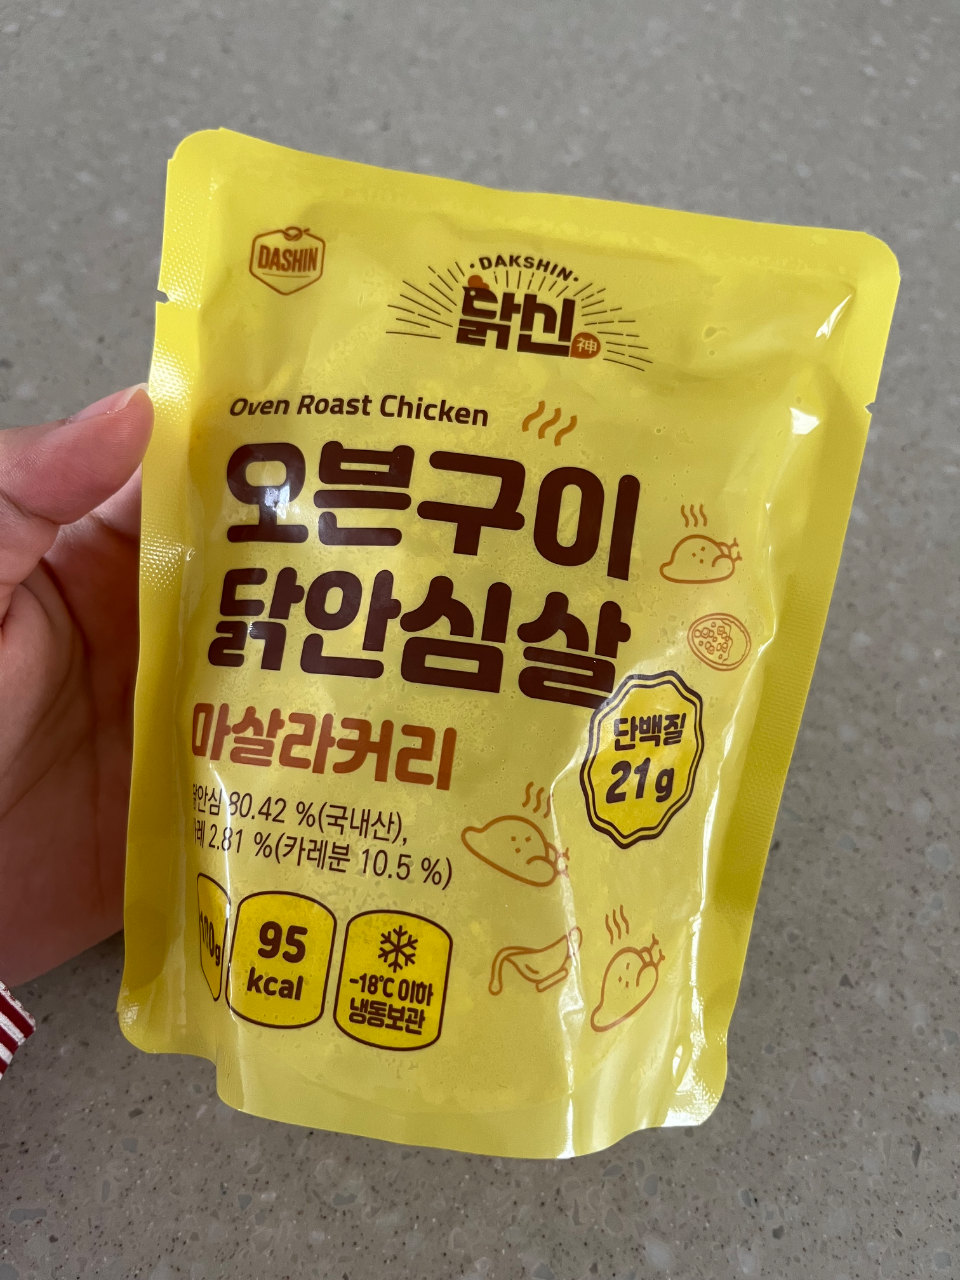 DASHIN
·DAKSHIN·
닭신
神
Oven Roast Chicken
오븐구이
닭안심살
마살라커리
단백질
21g
닭안심 80.42 %(국내산),
2.81 %(카레분 10.5 %)
95
kcal
-18℃ 이하
냉동보관